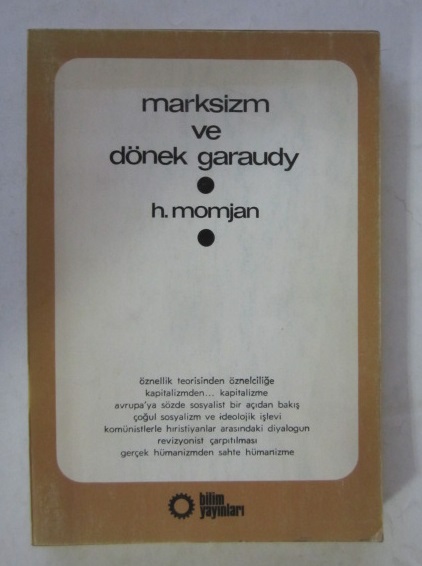 marksizm
ve
dönek garaudy
h.momjan
öznellik teorisinden öznelciliğe
kapitalizmden... kapitalizme
avrupa'ya sözde sosyalist bir açıdan bakış
çoğul sosyalizm ve ideolojik işlevi
komünistlerle hıristiyanlar arasındaki diyalogun
revizyonist çarpıtılması
gerçek hümanizmden sahte hümanizme
bilim
yayınları